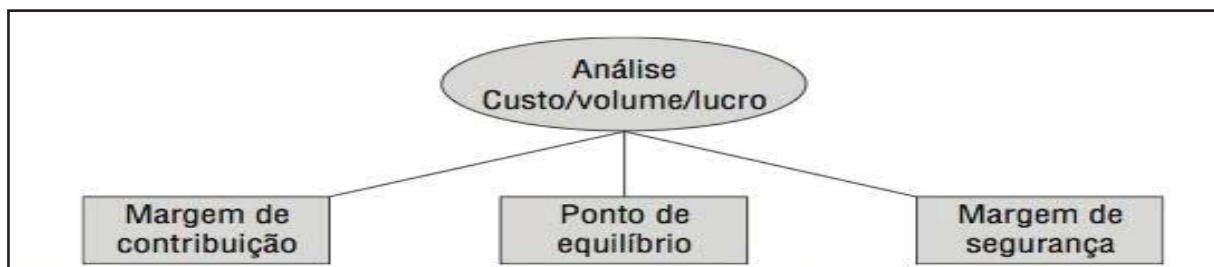 Análise
Custo/volume/lucro
Margem de
contribuição
Ponto de
equilíbrio
Margem de
segurança